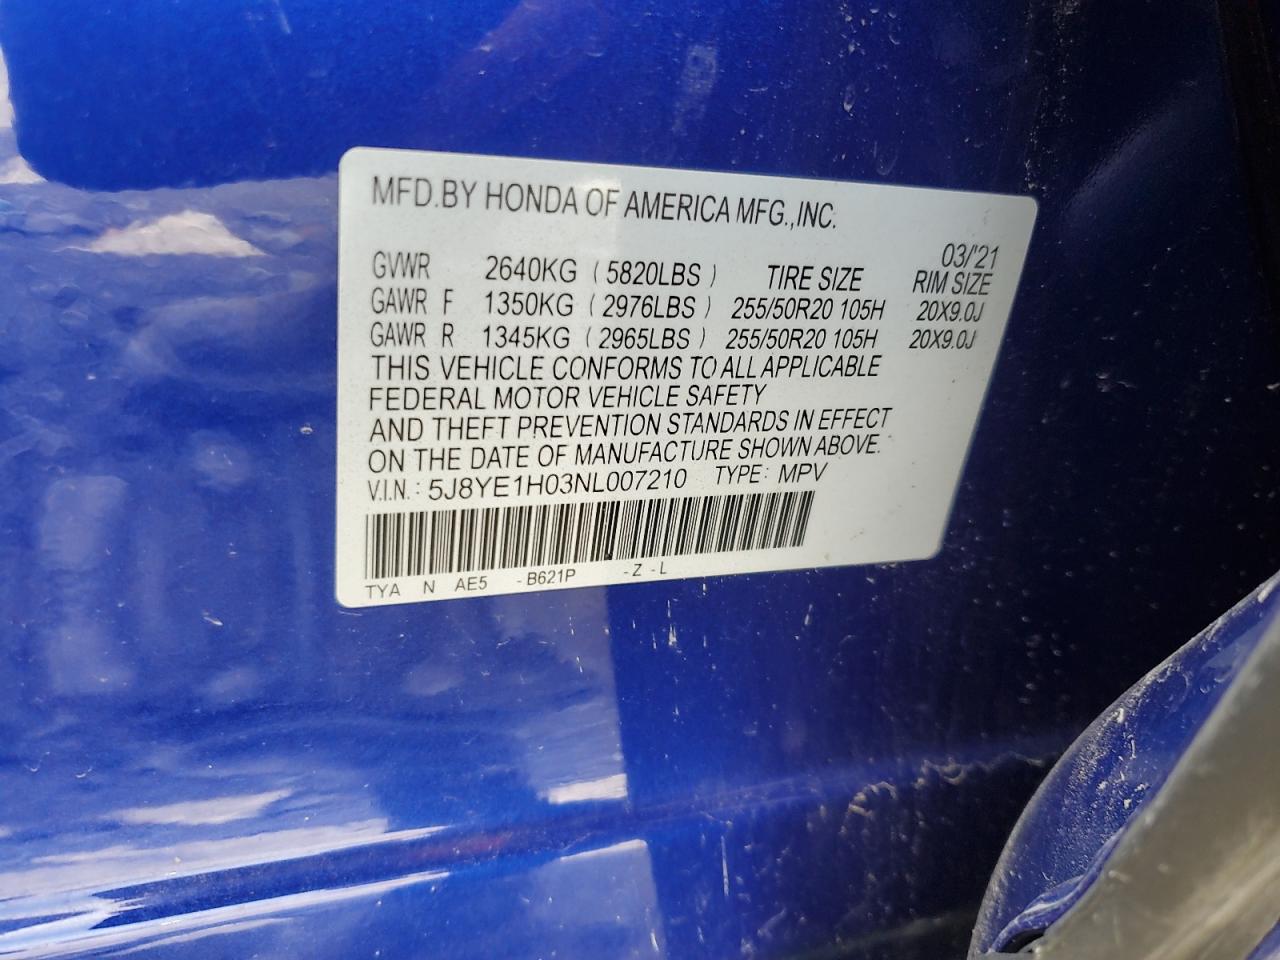 MFD.BY HONDA OF AMERICA MFG.,INC.
03/'21
GVWR 2640KG (5820LBS) TIRE SIZE RIM SIZE
GAWR F 1350KG (2976LBS) 255/50R20 105H 20X9.0J
GAWR R 1345KG (2965LBS) 255/50R20 105H 20X9.0J
THIS VEHICLE CONFORMS TO ALL APPLICABLE
FEDERAL MOTOR VEHICLE SAFETY
AND THEFT PREVENTION STANDARDS IN EFFECT
ON THE DATE OF MANUFACTURE SHOWN ABOVE.
V.I.N.: 5J8YE1H03NL007210 TYPE: MPV
TYA N AE5 -B621P -Z -L